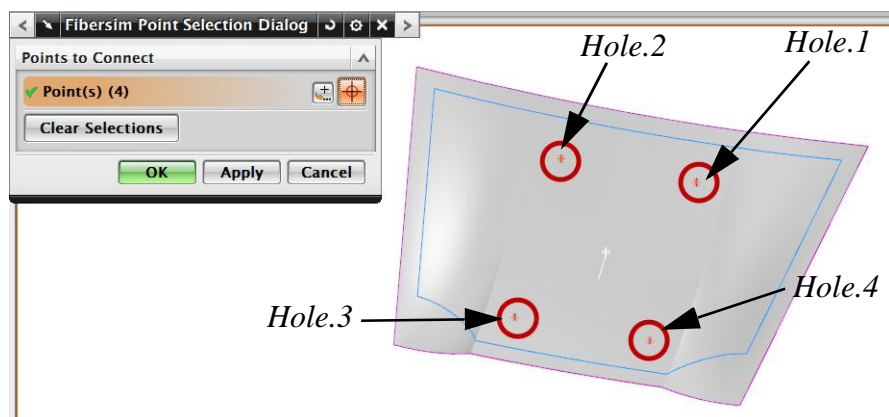 Fibersim Point Selection Dialog
Points to Connect
Point(s) (4)
Clear Selections
OK Apply Cancel
Hole.2
Hole.1
Hole.3
Hole.4